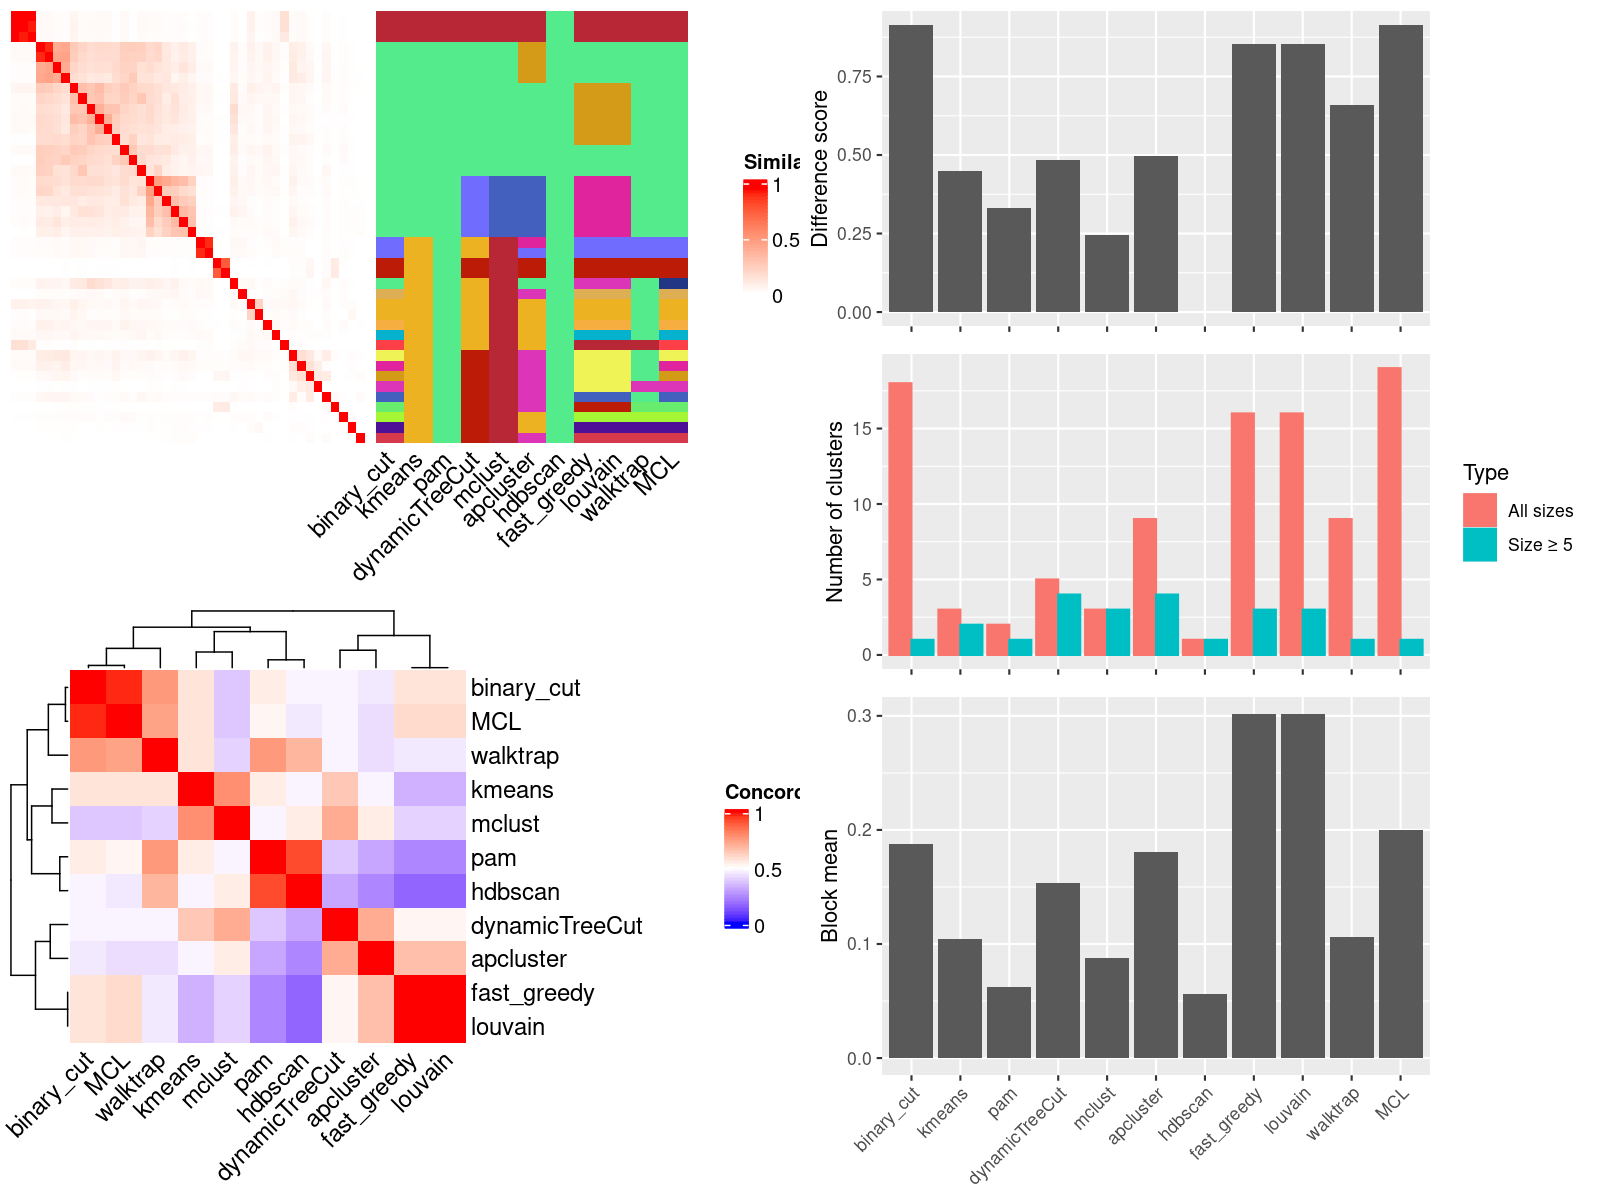 Simila
1
0.5
0
binary_cut
kmeans
pam
dynamicTreeCut
mclust
apcluster
hdbscan
fast_greedy
louvain
walktrap
MCL
Difference score
0.75
0.50
0.25
0.00
Number of clusters
15
10
5
0
Type
All sizes
Size ≥ 5
binary_cut
MCL
walktrap
kmeans
mclust
pam
hdbscan
dynamicTreeCut
apcluster
fast_greedy
louvain
binary_cut
MCL
walktrap
kmeans
mclust
pam
hdbscan
dynamicTreeCut
apcluster
fast_greedy
louvain
Concord
1
0.5
0
Block mean
0.3
0.2
0.1
0.0
binary_cut
kmeans
pam
dynamicTreeCut
mclust
apcluster
hdbscan
fast_greedy
louvain
walktrap
MCL